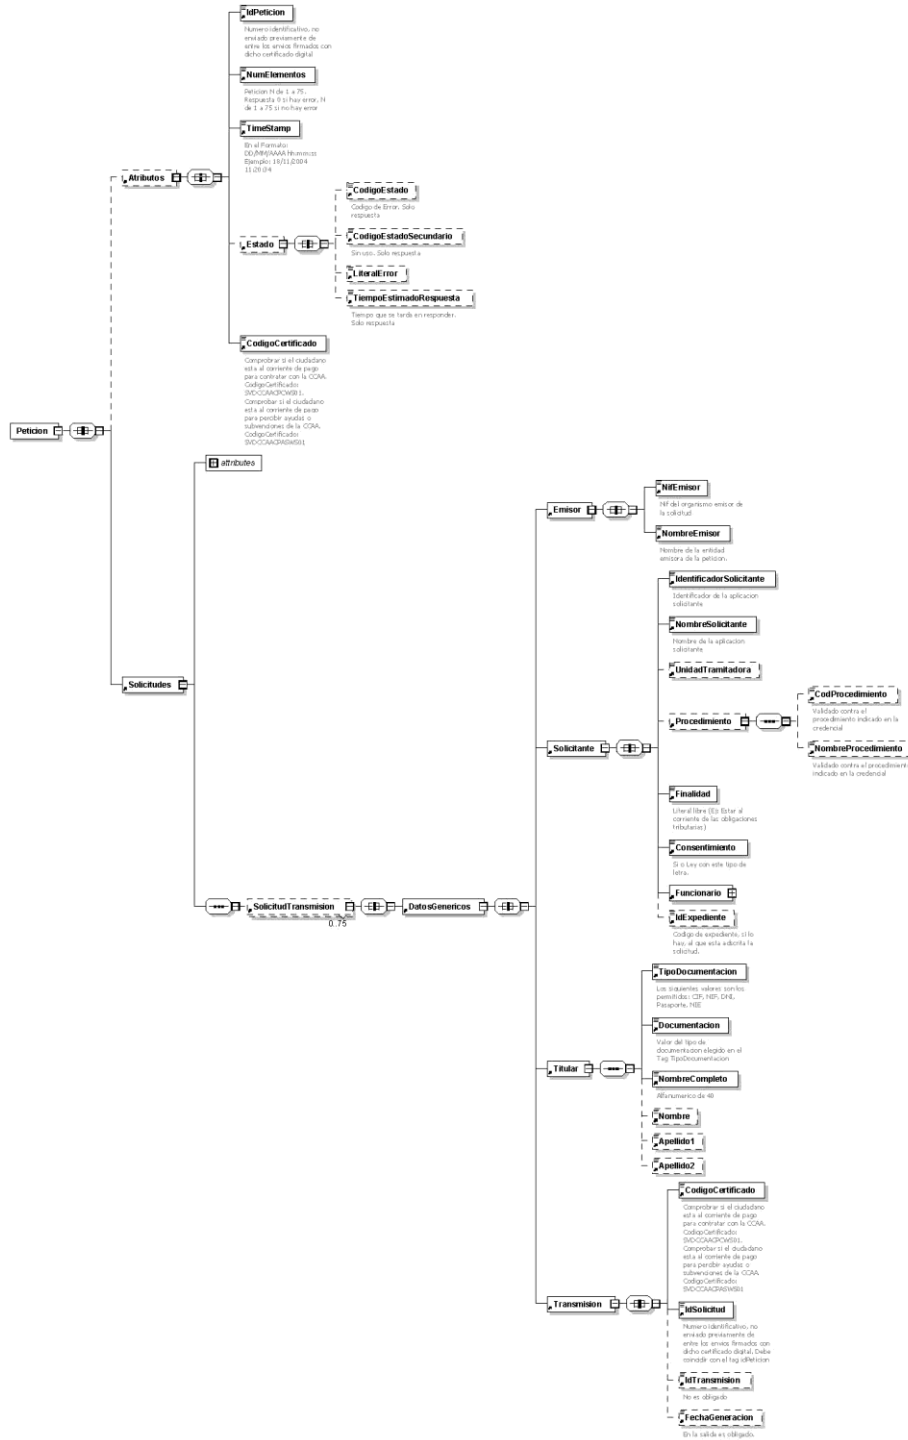 IdPeticion
Numero identificativo, no
enviado previamente de
entre los envios firmados con
dicho certificado digital
NumElementos
Peticion N de 1 a 75.
Respuesta 0 si hay error, N
de 1 a 75 si no hay error
TimeStamp
En el Formato:
DD/MM/AAAA hh:mm:ss
Ejemplo: 18/11/2004
Atributos
CodigoEstado
Codigo de Error. Solo
respuesta
CodigoEstadoSecundario
Sin uso. Solo respuesta
Estado
LiteralError
TiempoEstimadoRespuesta
Tiempo que se tarda en responder.
Solo respuesta
CodigoCertificado
Comprobar si el ciudadano
esta al corriente de pago
para contratar con la CCAA.
CodigoCertificado:
SVDCCAACPCWS01.
Comprobar si el ciudadano
esta al corriente de pago
para percibir ayudas o
subvenciones de la CCAA.
CodigoCertificado:
SVDCCAACPASWS01
Peticion
attributes
Solicitudes
SolicitudTransmision
0..75
DatosGenericos
Emisor
NifEmisor
Nif del organismo emisor de
la solicitud
NombreEmisor
Nombre de la entidad
emisora de la peticion.
Solicitante
IdentificadorSolicitante
Identificador de la aplicacion
solicitante
NombreSolicitante
Nombre de la aplicacion
solicitante
UnidadTramitadora
Procedimiento
CodProcedimiento
Validado contra el
procedimiento indicado en la
credencial
NombreProcedimiento
Validado contra el procedimiento
indicado en la credencial
Finalidad
Literal libre (Ej: Estar al
corriente de las obligaciones
tributarias)
Consentimiento
Si o Ley con este tipo de
letra.
Funcionario
IdExpediente
Codigo de expediente, si lo
hay, al que esta adscrita la
solicitud.
Titular
TipoDocumentacion
Los siguientes valores son los
permitidos: CIF, NIF, DNI,
Pasaporte, NIE
Documentacion
Valor del tipo de
documentacion elegido en el
Tag TipoDocumentacion
NombreCompleto
Alfanumerico de 40
Nombre
Apellido1
Apellido2
Transmision
CodigoCertificado
Comprobar si el ciudadano
esta al corriente de pago
para contratar con la CCAA.
CodigoCertificado:
SVDCCAACPCWS01.
Comprobar si el ciudadano
esta al corriente de pago
para percibir ayudas o
subvenciones de la CCAA.
CodigoCertificado:
SVDCCAACPASWS01
IdSolicitud
Numero identificativo, no
enviado previamente de
entre los envios firmados con
dicho certificado digital. Debe
coincidir con el tag idPeticion
IdTransmision
No es obligado
FechaGeneracion
En la salida es obligado.